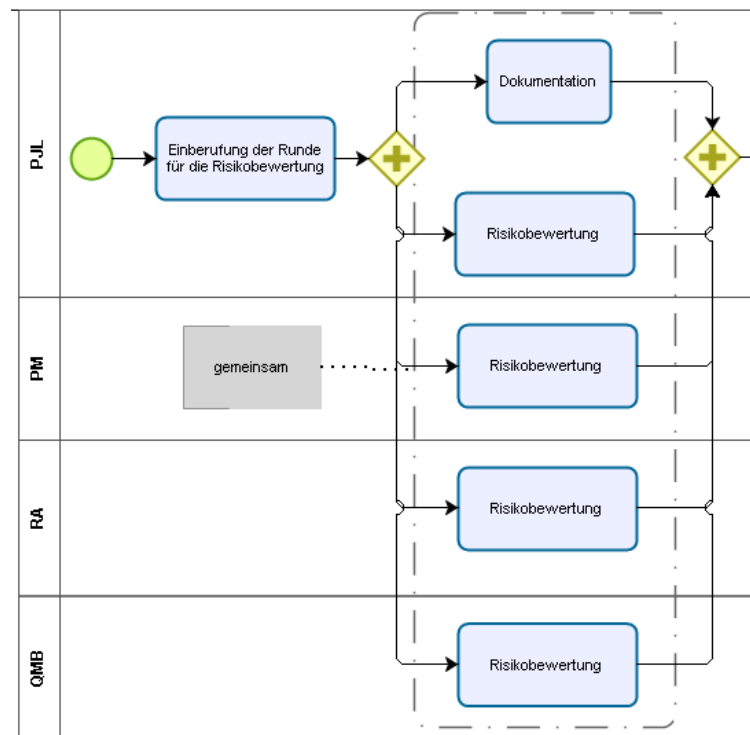 PJL
Einberufung der Runde
für die Risikobewertung
Dokumentation
Risikobewertung
PM
gemeinsam
Risikobewertung
RA
Risikobewertung
QMB
Risikobewertung